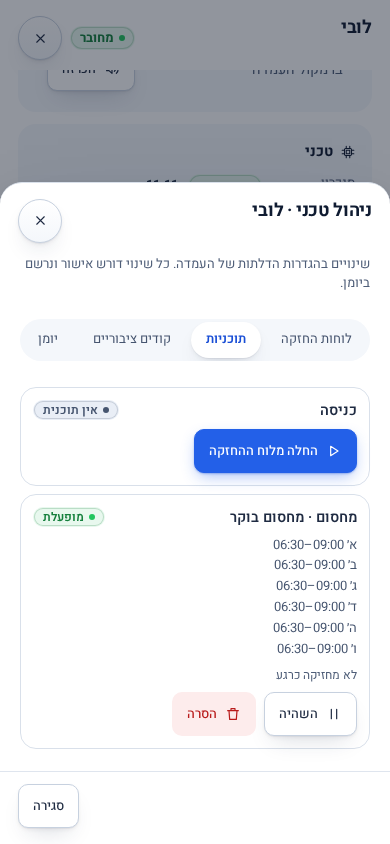 לובי
מחובר
טכני
ניהול טכני · לובי
שינויים בהגדרות הדלתות של העמדה. כל שינוי דורש אישור ונרשם
ביומן.
לוחות החזקה
תוכניות
קודים ציבוריים
יומן
כניסה
אין תוכנית
החלה מלוח ההחזקה
מחסום · מחסום בוקר
מופעלת
א׳ 06:30–09:00
ב׳ 06:30–09:00
ג׳ 06:30–09:00
ד׳ 06:30–09:00
ה׳ 06:30–09:00
ו׳ 06:30–09:00
לא מחזיקה כרגע
השהיה
הסרה
סגירה